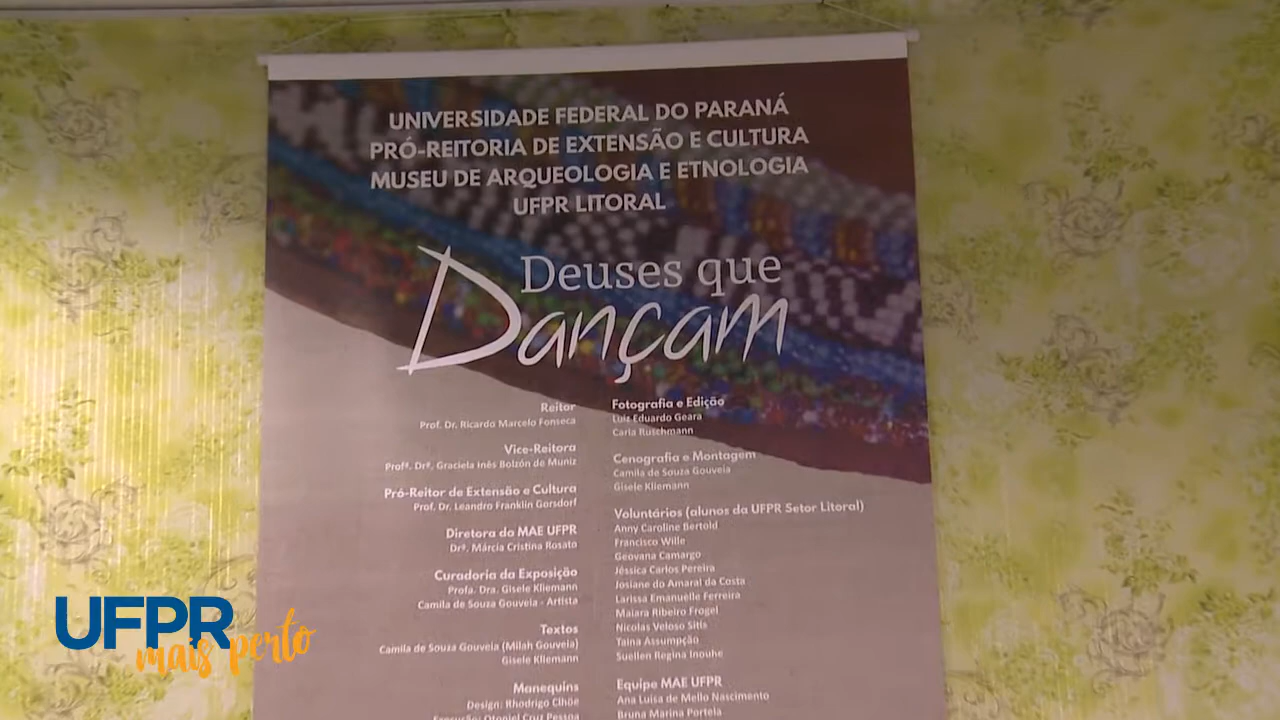 UNIVERSIDADE FEDERAL DO PARANÁ
PRÓ-REITORIA DE EXTENSÃO E CULTURA
MUSEU DE ARQUEOLOGIA E ETNOLOGIA
UFPR LITORAL
Deuses que
Dançam
Reitor
Prof. Dr. Ricardo Marcelo Fonseca
Vice-Reitora
Profª. Drª. Graciela Inês Bolzón de Muniz
Pró-Reitor de Extensão e Cultura
Prof. Dr. Leandro Franklin Gorsdorf
Diretora do MAE UFPR
Drª. Márcia Cristina Rosato
Curadoria da Exposição
Profa. Dra. Gisele Kliemann
Camila de Souza Gouveia - Artista
Textos
Camila de Souza Gouveia (Milah Gouveia)
Gisele Kliemann
Manequins
Design: Rhodrigo Clhöe
Execução: Otoniel Cruz Pessoa
Fotografia e Edição
Luiz Eduardo Geara
Carla Ruschmann
Cenografia e Montagem
Camila de Souza Gouveia
Gisele Kliemann
Voluntários (alunos da UFPR Setor Litoral)
Anny Caroline Bertold
Francisco Wille
Geovana Camargo
Jéssica Carlos Pereira
Josiane do Amaral da Costa
Larissa Emanuelle Ferreira
Maiara Ribeiro Frogel
Nicolas Veloso Sitis
Taina Assumpção
Suellen Regina Inouhe
Equipe MAE UFPR
Ana Luisa de Mello Nascimento
Bruna Marina Portela
UFPR
mais perto